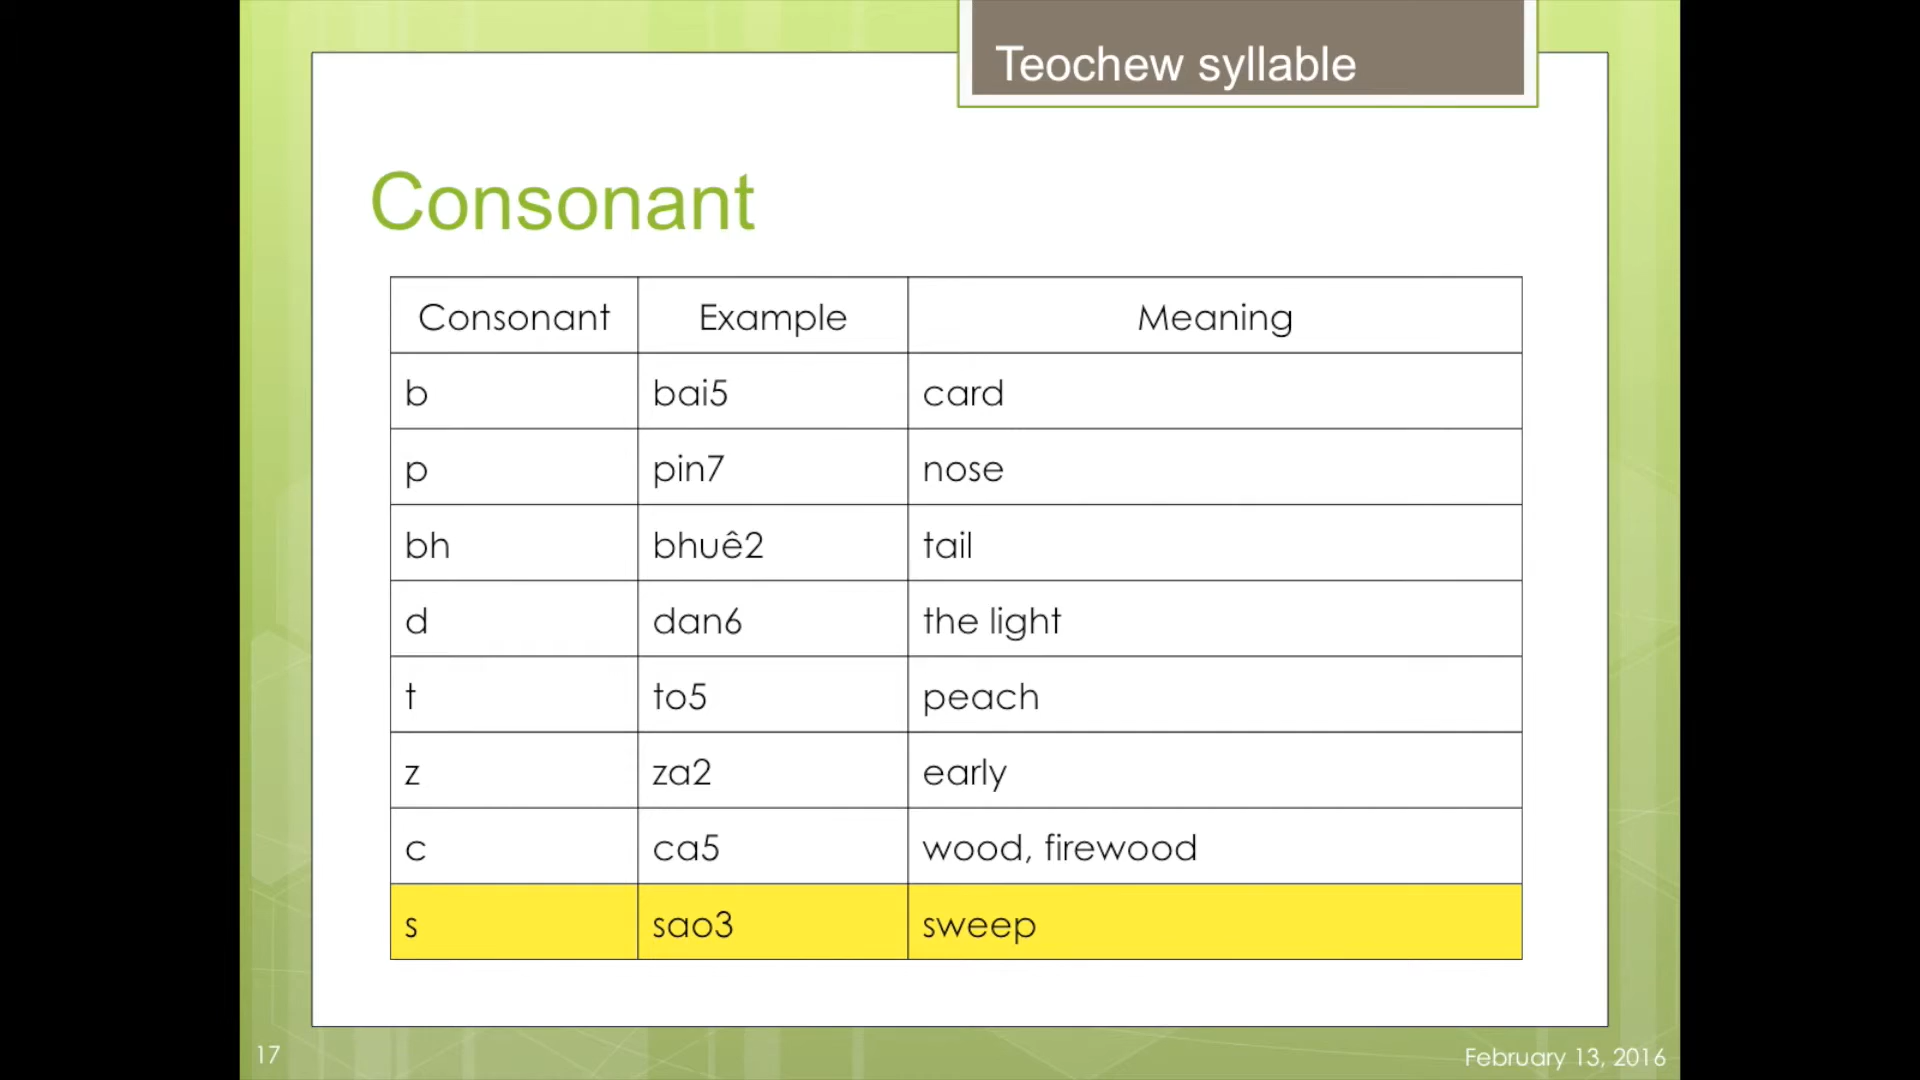 Teochew syllable
Consonant
Consonant Example Meaning
b bai5 card
p pin7 nose
bh bhuê2 tail
d dan6 the light
t to5 peach
z za2 early
c ca5 wood, firewood
s sao3 sweep
17 February 13, 2016